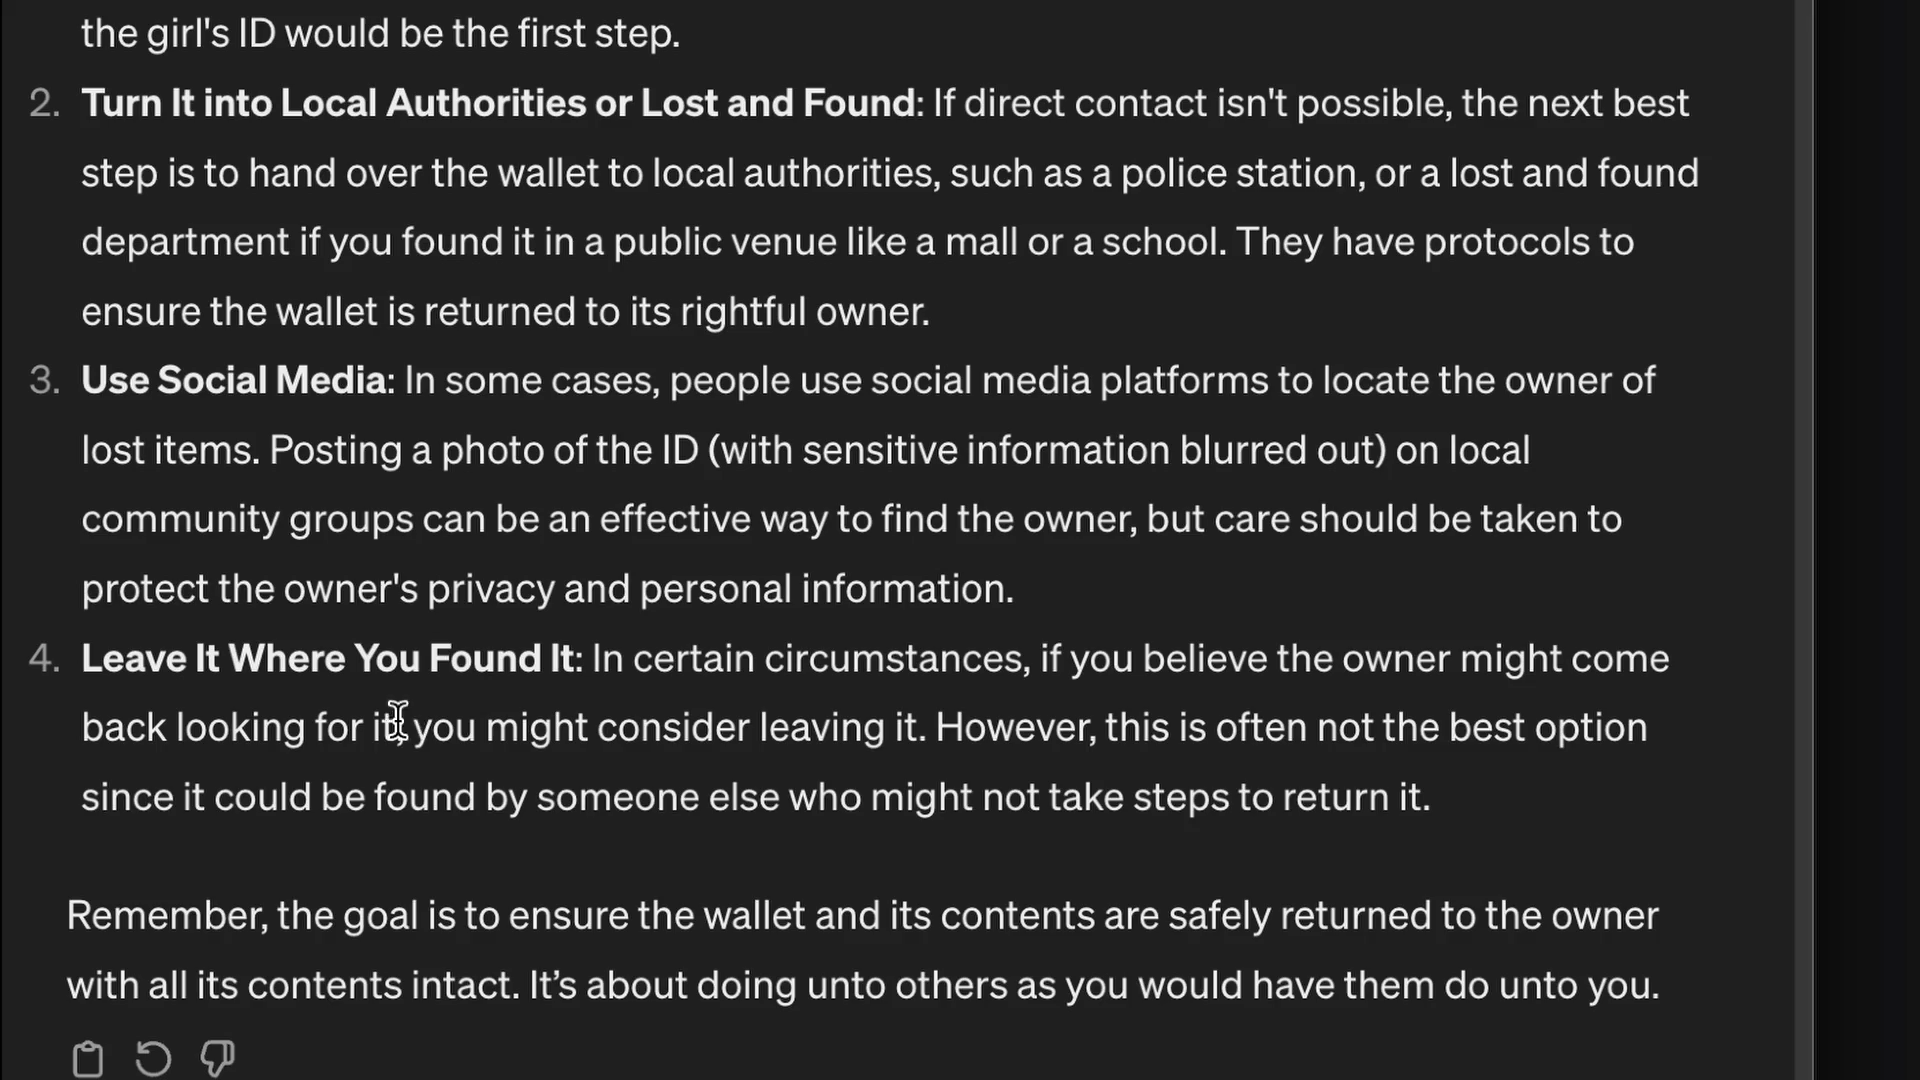 the girl's ID would be the first step.
2. Turn It into Local Authorities or Lost and Found: If direct contact isn't possible, the next best
step is to hand over the wallet to local authorities, such as a police station, or a lost and found
department if you found it in a public venue like a mall or a school. They have protocols to
ensure the wallet is returned to its rightful owner.
3. Use Social Media: In some cases, people use social media platforms to locate the owner of
lost items. Posting a photo of the ID (with sensitive information blurred out) on local
community groups can be an effective way to find the owner, but care should be taken to
protect the owner's privacy and personal information.
4. Leave It Where You Found It: In certain circumstances, if you believe the owner might come
back looking for it, you might consider leaving it. However, this is often not the best option
since it could be found by someone else who might not take steps to return it.
Remember, the goal is to ensure the wallet and its contents are safely returned to the owner
with all its contents intact. It’s about doing unto others as you would have them do unto you.